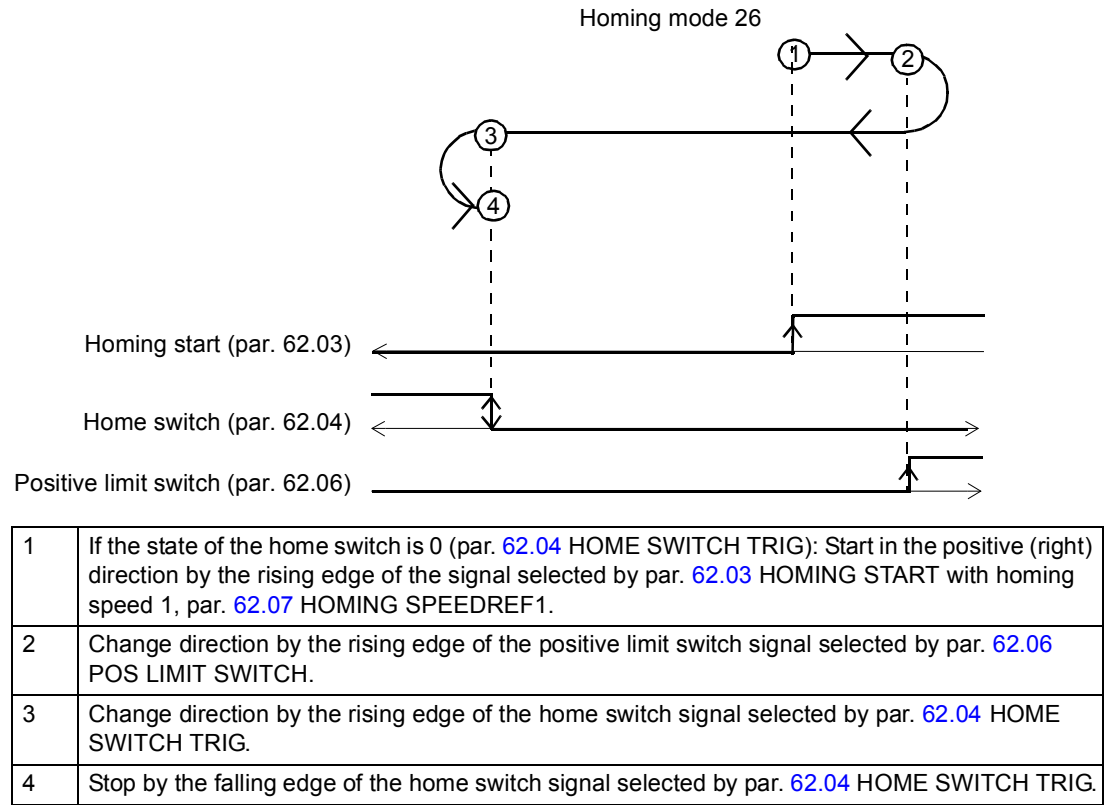 Homing mode 26
1
2
3
4
Homing start (par. 62.03)
Home switch (par. 62.04)
Positive limit switch (par. 62.06)
1 If the state of the home switch is 0 (par. 62.04 HOME SWITCH TRIG): Start in the positive (right)
direction by the rising edge of the signal selected by par. 62.03 HOMING START with homing
speed 1, par. 62.07 HOMING SPEEDREF1.
2 Change direction by the rising edge of the positive limit switch signal selected by par. 62.06
POS LIMIT SWITCH.
3 Change direction by the rising edge of the home switch signal selected by par. 62.04 HOME
SWITCH TRIG.
4 Stop by the falling edge of the home switch signal selected by par. 62.04 HOME SWITCH TRIG.